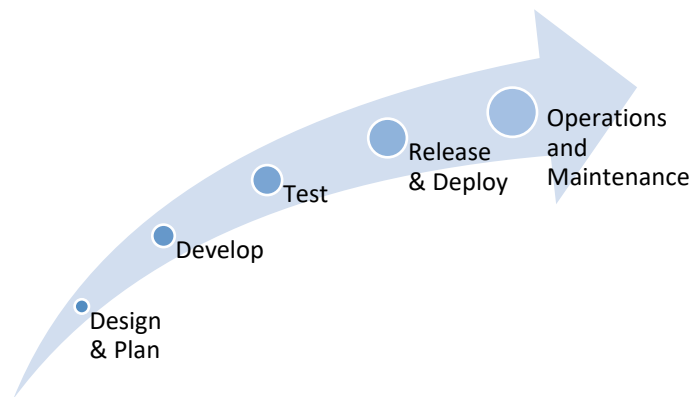 Design
& Plan
Develop
Test
Release
& Deploy
Operations
and
Maintenance